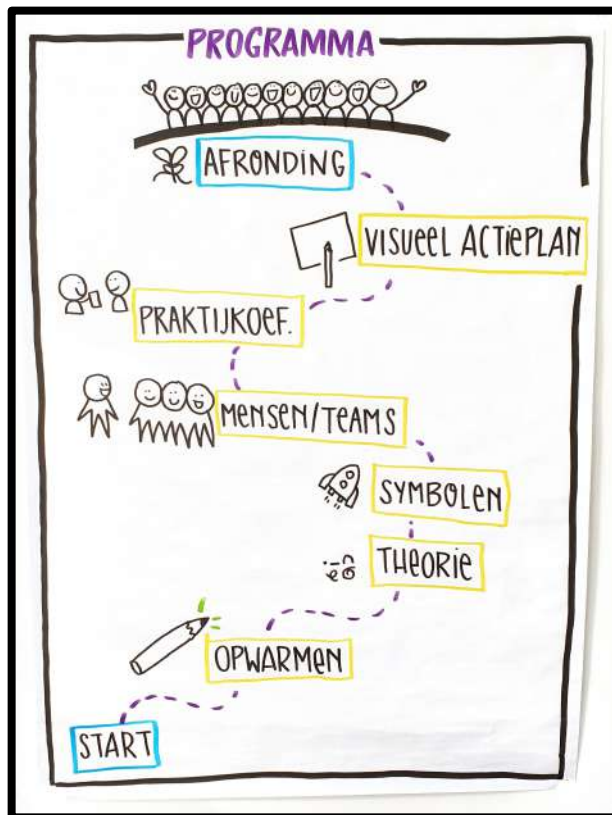 PROGRAMMA
AFRONDING
VISUEEL ACTIEPLAN
PRAKTIJKOEF.
MENSEN/TEAMS
SYMBOLEN
THEORIE
OPWARMEN
START